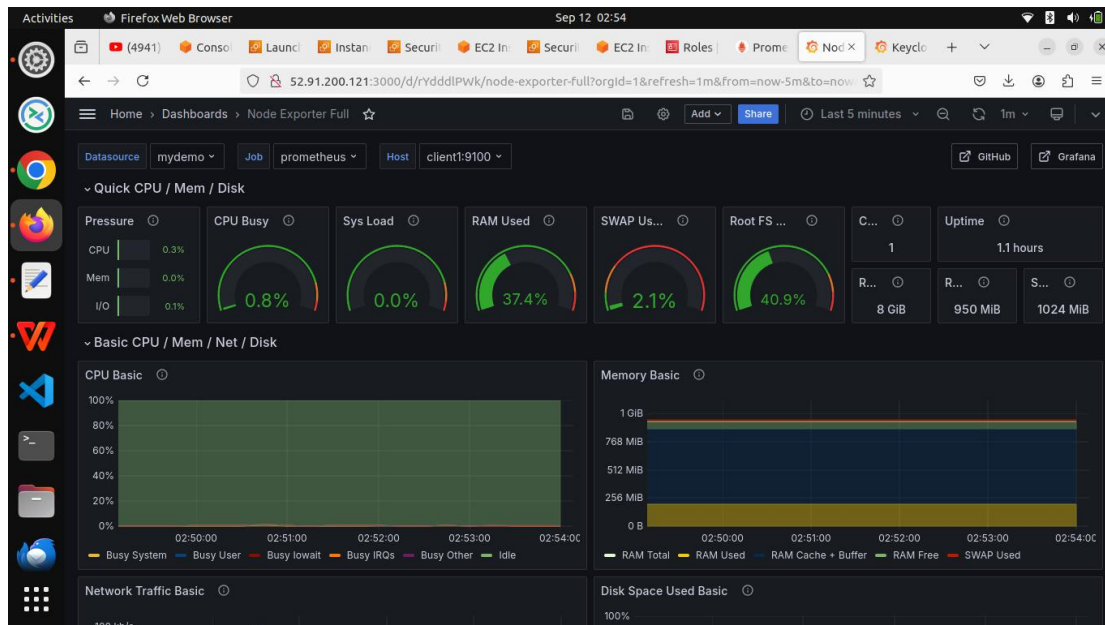 Activities Firefox Web Browser Sep 12 02:54
(4941) Consol Launcl Instan Securit EC2 In Securit EC2 In Roles Prome Nod Keyclo
52.91.200.121:3000/d/rYdddlPWk/node-exporter-full?orgId=1&refresh=1m&from=now-5m&to=now
Home › Dashboards › Node Exporter Full Add Share Last 5 minutes 1m
Datasource mydemo Job prometheus Host client1:9100 GitHub Grafana
Quick CPU / Mem / Disk
Pressure CPU Busy Sys Load RAM Used SWAP Us... Root FS ... C... Uptime
CPU 0.3%
Mem 0.0%
I/O 0.1%
0.8% 0.0% 37.4% 2.1% 40.9%
1 1.1 hours
R... R... S...
8 GiB 950 MiB 1024 MiB
Basic CPU / Mem / Net / Disk
CPU Basic
100%
80%
60%
40%
20%
0%
02:50:00 02:51:00 02:52:00 02:53:00 02:54:00
Busy System Busy User Busy Iowait Busy IRQs Busy Other Idle
Memory Basic
1 GiB
768 MiB
512 MiB
256 MiB
0 B
02:50:00 02:51:00 02:52:00 02:53:00 02:54:00
RAM Total RAM Used RAM Cache + Buffer RAM Free SWAP Used
Network Traffic Basic
Disk Space Used Basic
100%